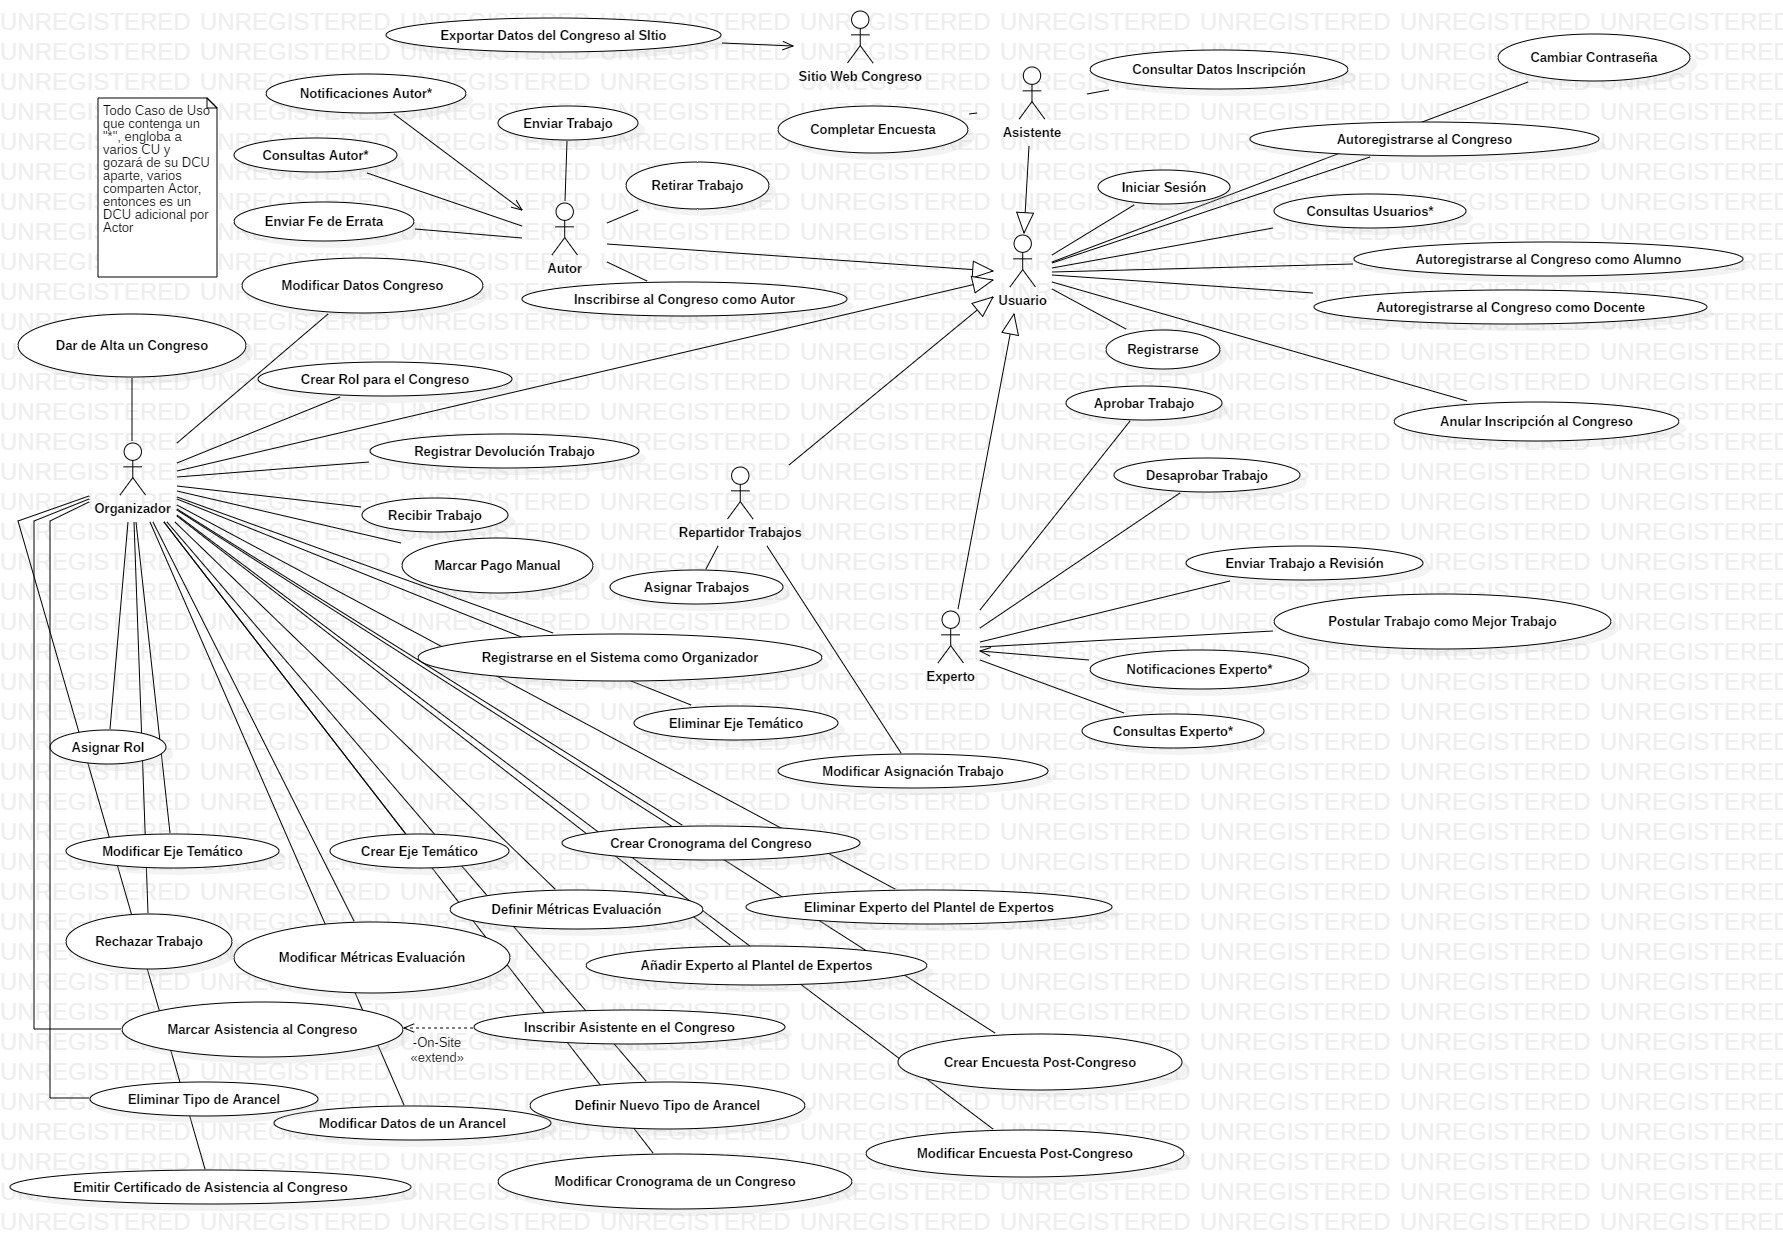 Exportar Datos del Congreso al SItio
Sitio Web Congreso
Cambiar Contraseña
Consultar Datos Inscripción
Notificaciones Autor*
Todo Caso de Uso
que contenga un
"*", engloba a
varios CU y
gozará de su DCU
aparte, varios
comparten Actor,
entonces es un
DCU adicional por
Actor
Enviar Trabajo
Completar Encuesta
Asistente
Autoregistrarse al Congreso
Consultas Autor*
Retirar Trabajo
Iniciar Sesión
Consultas Usuarios*
Enviar Fe de Errata
Autor
Autoregistrarse al Congreso como Alumno
Modificar Datos Congreso
Inscribirse al Congreso como Autor
Usuario
Autoregistrarse al Congreso como Docente
Dar de Alta un Congreso
Registrarse
Crear Rol para el Congreso
Aprobar Trabajo
Anular Inscripción al Congreso
Registrar Devolución Trabajo
Desaprobar Trabajo
Organizador
Recibir Trabajo
Repartidor Trabajos
Marcar Pago Manual
Enviar Trabajo a Revisión
Asignar Trabajos
Postular Trabajo como Mejor Trabajo
Registrarse en el Sistema como Organizador
Experto
Notificaciones Experto*
Eliminar Eje Temático
Consultas Experto*
Asignar Rol
Modificar Asignación Trabajo
Modificar Eje Temático
Crear Eje Temático
Crear Cronograma del Congreso
Definir Métricas Evaluación
Eliminar Experto del Plantel de Expertos
Rechazar Trabajo
Modificar Métricas Evaluación
Añadir Experto al Plantel de Expertos
Marcar Asistencia al Congreso
-On-Site
«extend»
Inscribir Asistente en el Congreso
Crear Encuesta Post-Congreso
Eliminar Tipo de Arancel
Modificar Datos de un Arancel
Definir Nuevo Tipo de Arancel
Modificar Encuesta Post-Congreso
Emitir Certificado de Asistencia al Congreso
Modificar Cronograma de un Congreso